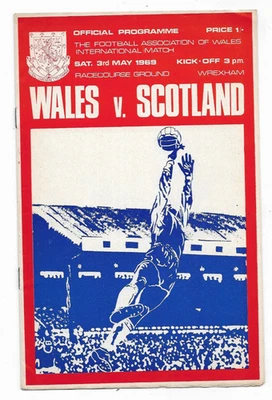 OFFICIAL PROGRAMME PRICE 1/-
THE FOOTBALL ASSOCIATION OF WALES
INTERNATIONAL MATCH
SAT. 3rd MAY 1969 KICK-OFF 3 pm
RACECOURSE GROUND WREXHAM
WALES v. SCOTLAND